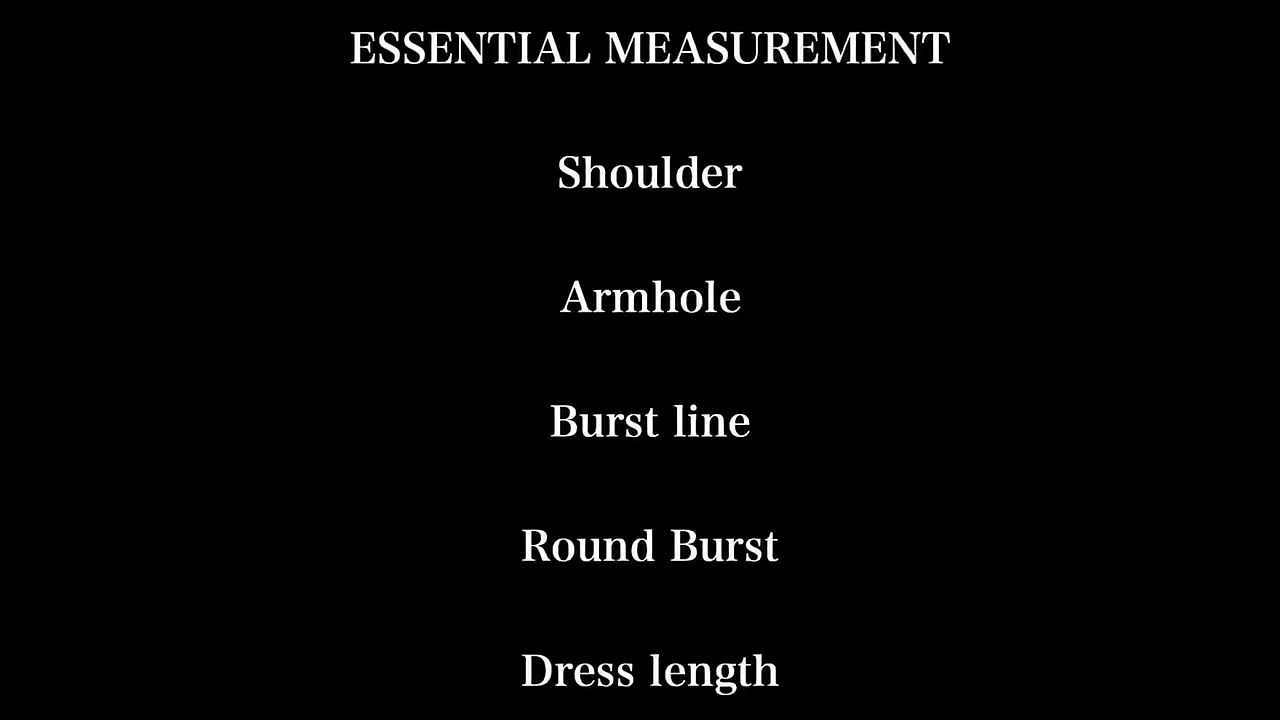 ESSENTIAL MEASUREMENT
Shoulder
Armhole
Burst line
Round Burst
Dress length